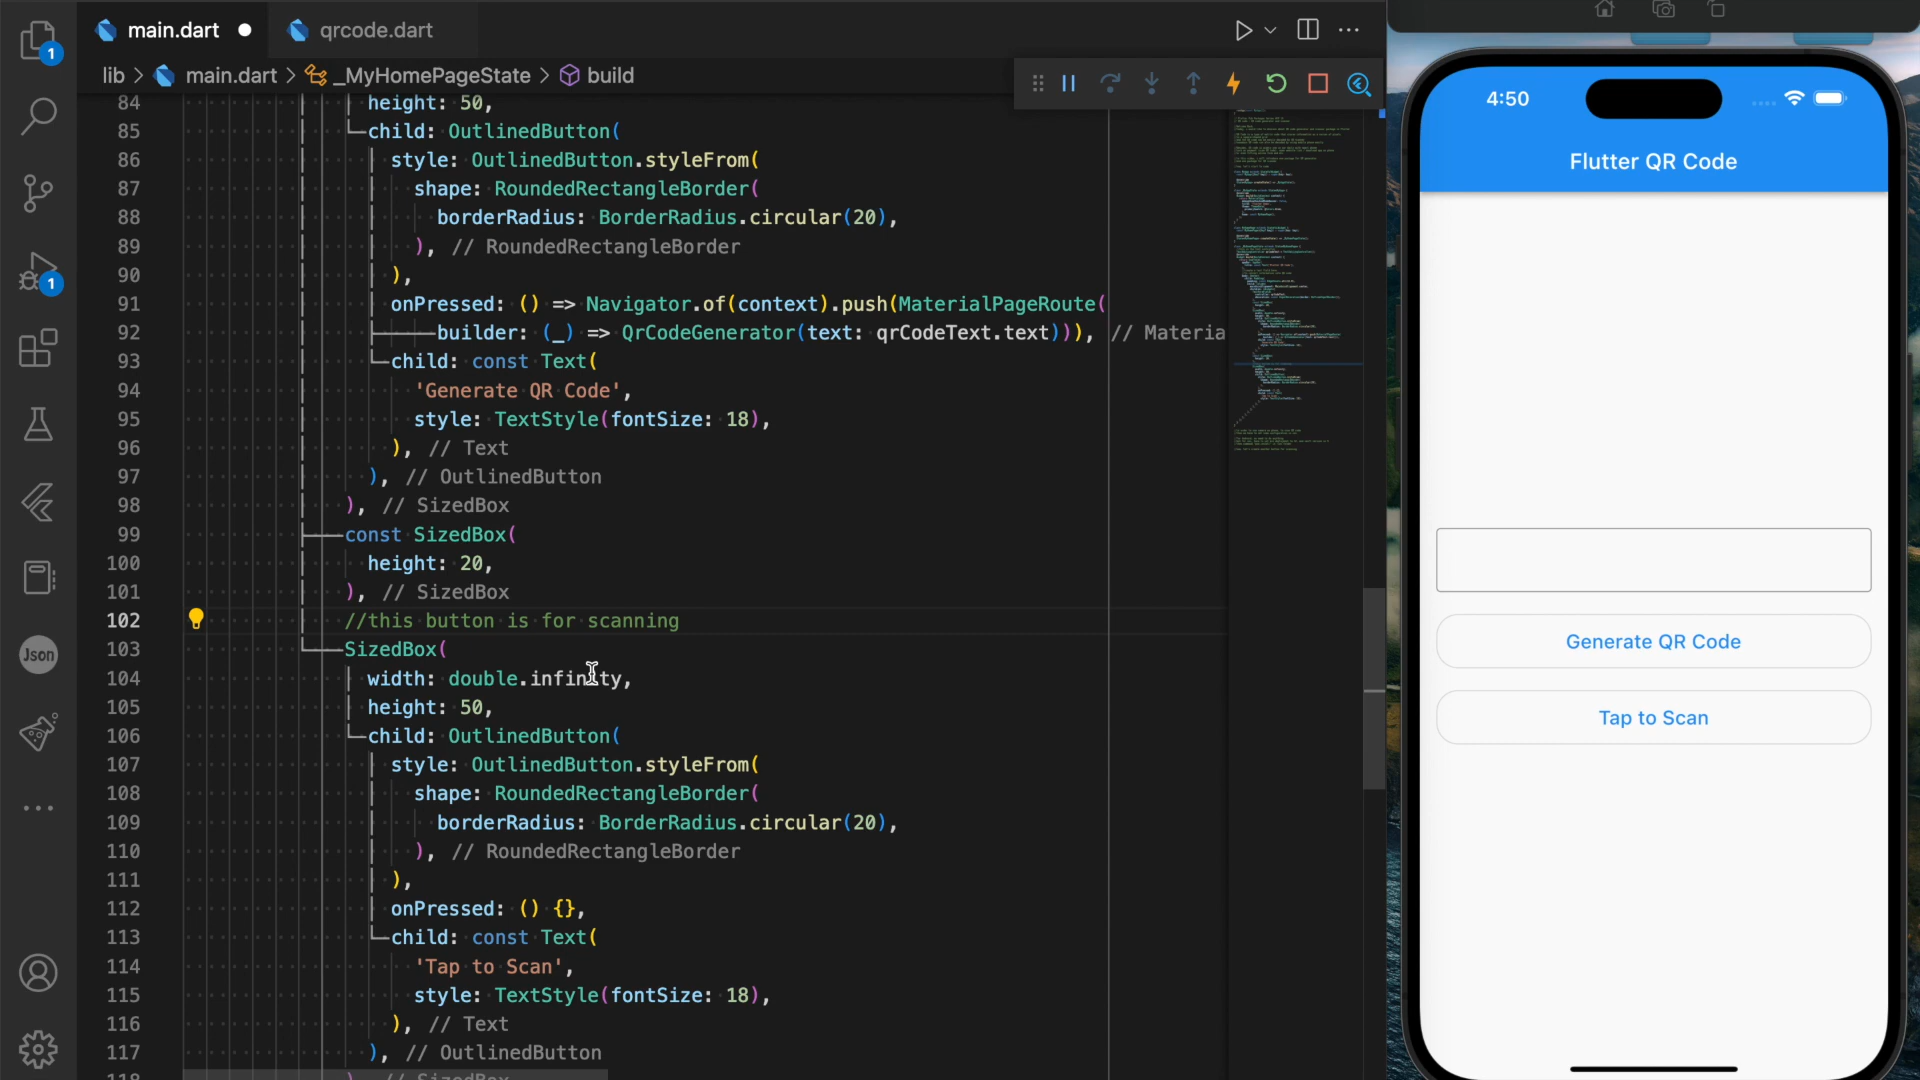 main.dart
qrcode.dart
lib > main.dart > _MyHomePageState > build
84 height: 50,
85 child: OutlinedButton(
86 style: OutlinedButton.styleFrom(
87 shape: RoundedRectangleBorder(
88 borderRadius: BorderRadius.circular(20),
89 ), // RoundedRectangleBorder
90 ),
91 onPressed: () => Navigator.of(context).push(MaterialPageRoute(
92 builder: (_) => QrCodeGenerator(text: qrCodeText.text))), // Materia
93 child: const Text(
94 'Generate QR Code',
95 style: TextStyle(fontSize: 18),
96 ), // Text
97 ), // OutlinedButton
98 ), // SizedBox
99 const SizedBox(
100 height: 20,
101 ), // SizedBox
102 //this button is for scanning
103 SizedBox(
104 width: double.infinity,
105 height: 50,
106 child: OutlinedButton(
107 style: OutlinedButton.styleFrom(
108 shape: RoundedRectangleBorder(
109 borderRadius: BorderRadius.circular(20),
110 ), // RoundedRectangleBorder
111 ),
112 onPressed: () {},
113 child: const Text(
114 'Tap to Scan',
115 style: TextStyle(fontSize: 18),
116 ), // Text
117 ), // OutlinedButton
118 ), // SizedBox
1
1
Json
4:50
Flutter QR Code
Generate QR Code
Tap to Scan